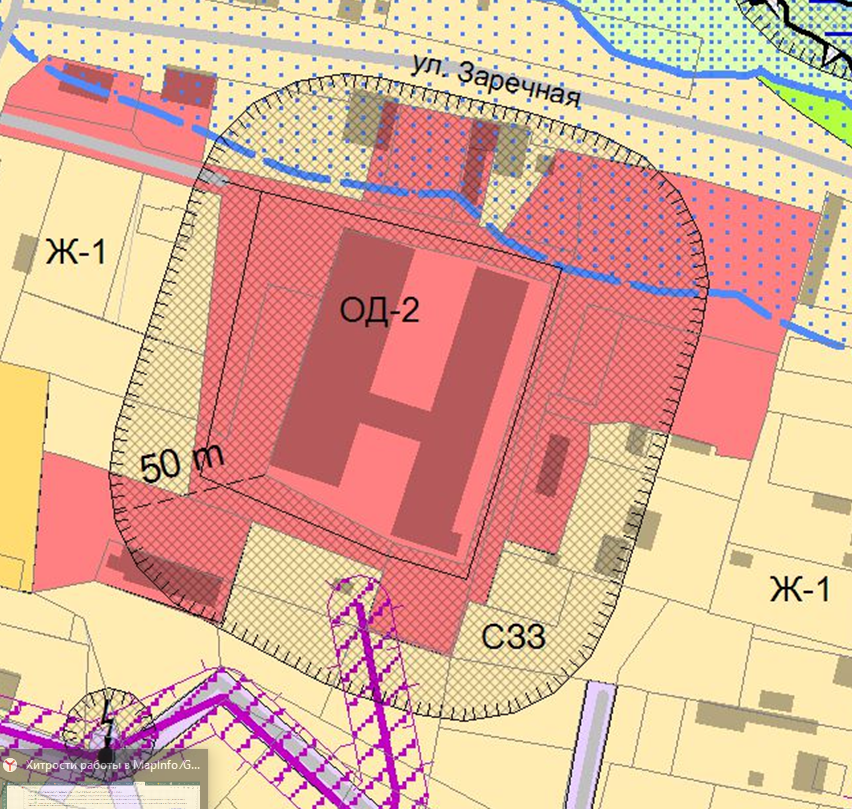 ул. Заречная
Ж-1
ОД-2
50 m
Ж-1
СЗЗ
Хитрости работы в MapInfo/G...